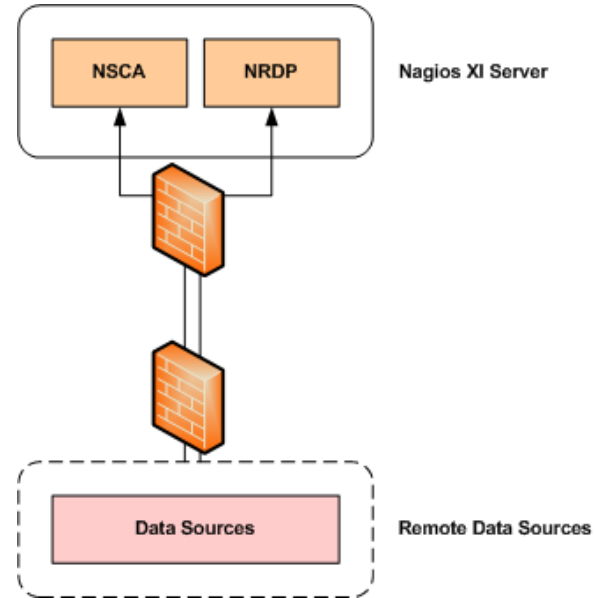 NSCA
NRDP
Nagios XI Server
Data Sources
Remote Data Sources